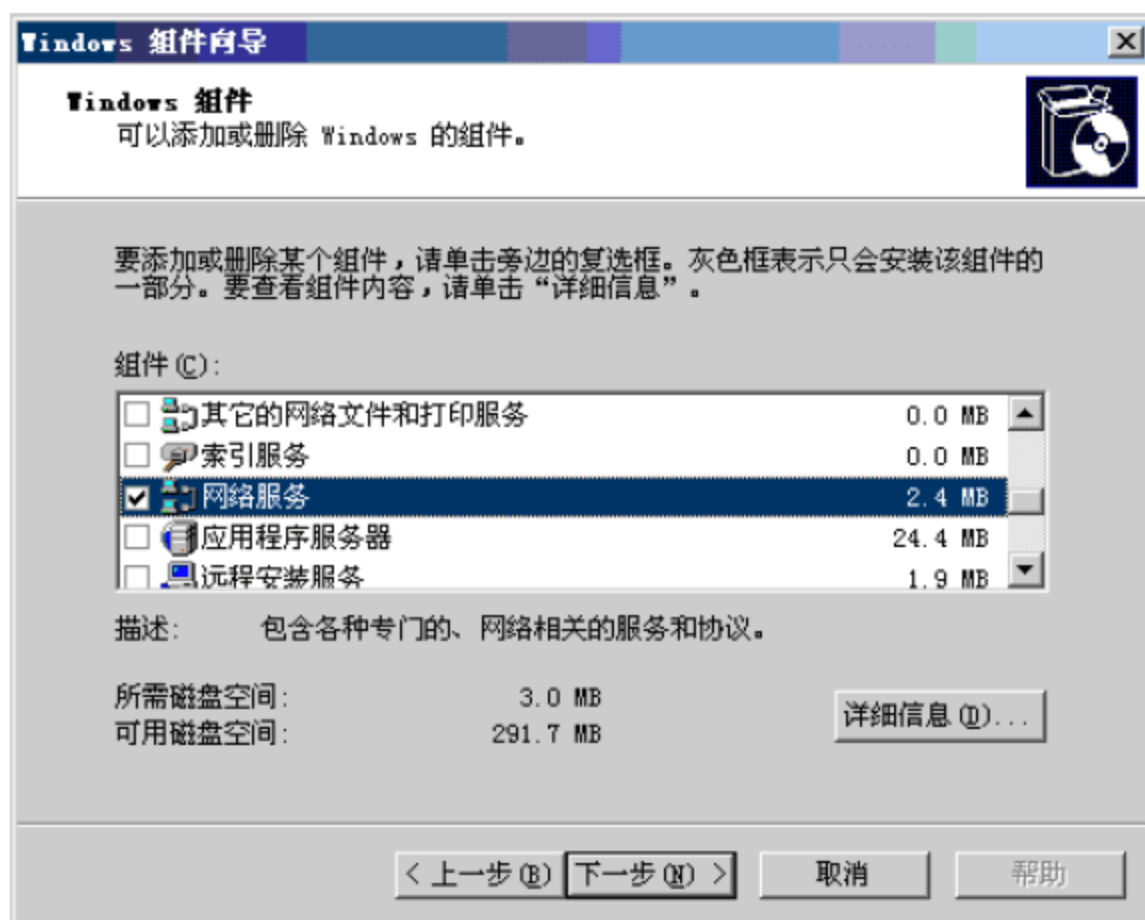 Windows 组件向导
Windows 组件
可以添加或删除 Windows 的组件。
要添加或删除某个组件，请单击旁边的复选框。灰色框表示只会安装该组件的
一部分。要查看组件内容，请单击“详细信息”。
组件(C):
其它的网络文件和打印服务 0.0 MB
索引服务 0.0 MB
网络服务 2.4 MB
应用程序服务器 24.4 MB
远程安装服务 1.9 MB
描述: 包含各种专门的、网络相关的服务和协议。
所需磁盘空间: 3.0 MB
可用磁盘空间: 291.7 MB
详细信息(D)...
< 上一步(B) 下一步(N) > 取消 帮助